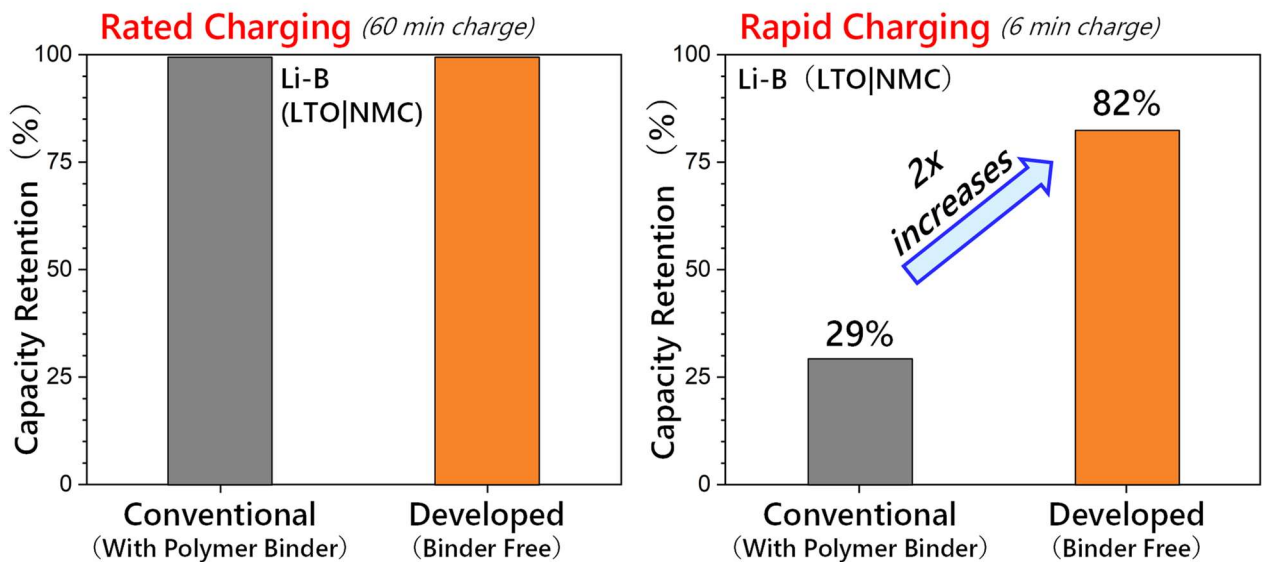 Rated Charging (60 min charge)
100
75
50
25
0
Capacity Retention (%)
Li-B
(LTO|NMC)
Conventional
(With Polymer Binder)
Developed
(Binder Free)
Rapid Charging (6 min charge)
100
75
50
25
0
Capacity Retention (%)
Li-B（LTO|NMC）
29%
2x
increases
82%
Conventional
(With Polymer Binder)
Developed
(Binder Free)